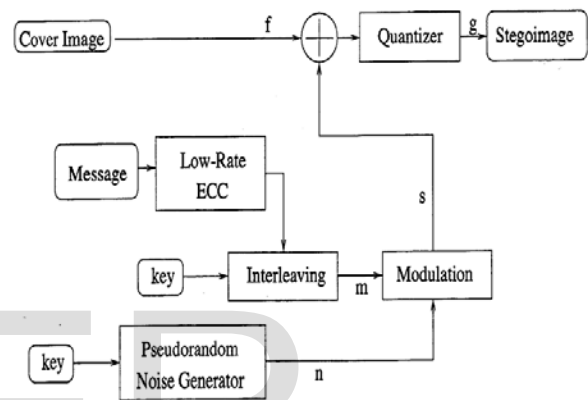 Cover Image
f
Quantizer
g
Stegoimage
Message
Low-Rate
ECC
s
key
Interleaving
m
Modulation
key
Pseudorandom
Noise Generator
n